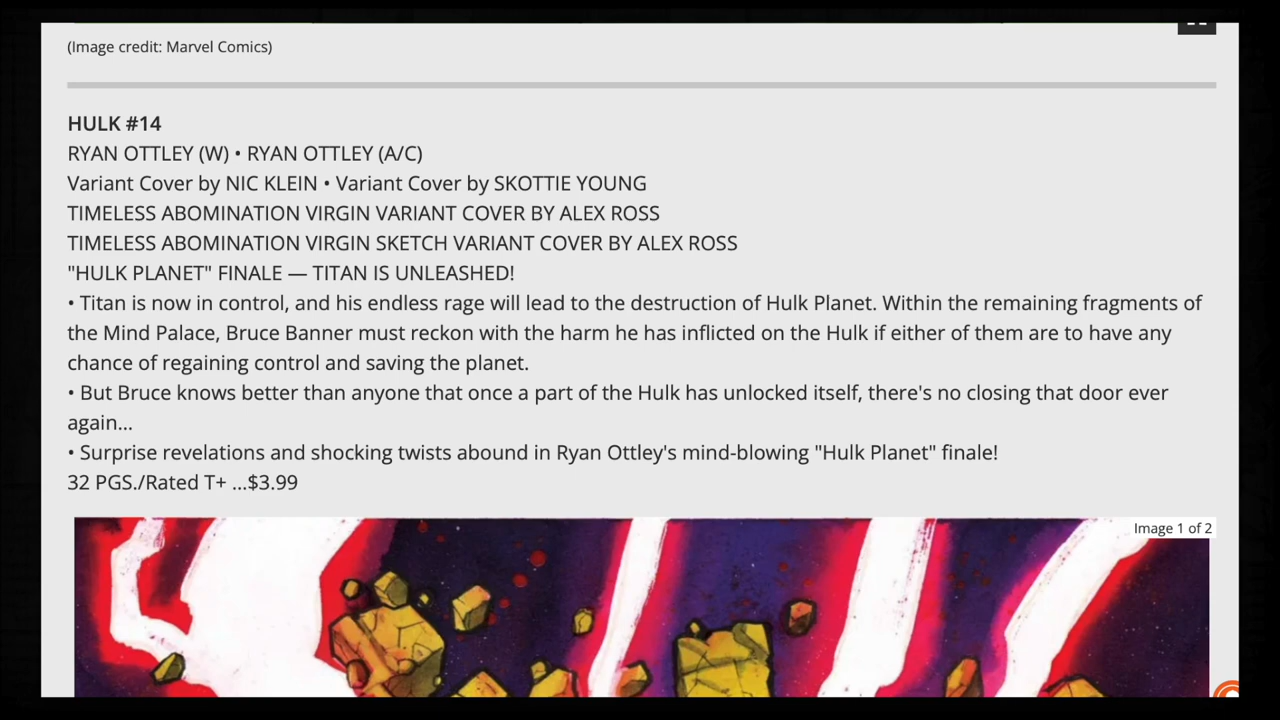 (Image credit: Marvel Comics)
HULK #14
RYAN OTTLEY (W) • RYAN OTTLEY (A/C)
Variant Cover by NIC KLEIN • Variant Cover by SKOTTIE YOUNG
TIMELESS ABOMINATION VIRGIN VARIANT COVER BY ALEX ROSS
TIMELESS ABOMINATION VIRGIN SKETCH VARIANT COVER BY ALEX ROSS
"HULK PLANET" FINALE — TITAN IS UNLEASHED!
• Titan is now in control, and his endless rage will lead to the destruction of Hulk Planet. Within the remaining fragments of
the Mind Palace, Bruce Banner must reckon with the harm he has inflicted on the Hulk if either of them are to have any
chance of regaining control and saving the planet.
• But Bruce knows better than anyone that once a part of the Hulk has unlocked itself, there's no closing that door ever
again...
• Surprise revelations and shocking twists abound in Ryan Ottley's mind-blowing "Hulk Planet" finale!
32 PGS./Rated T+ ...$3.99
Image 1 of 2